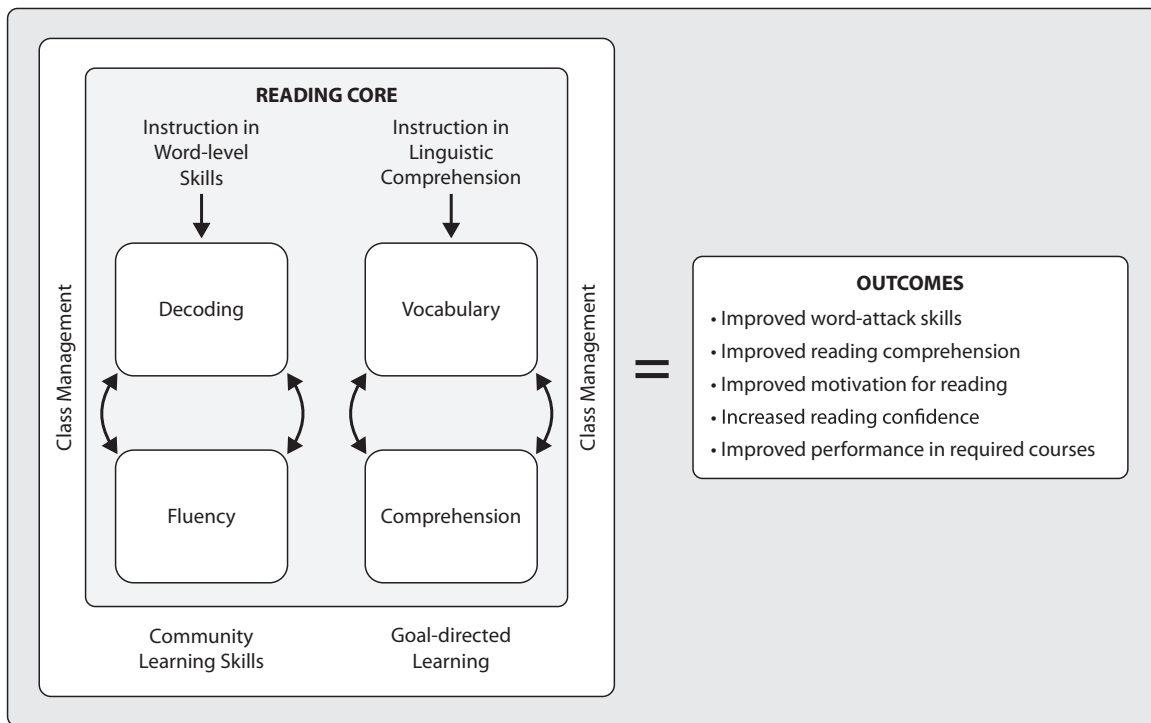 READING CORE
Instruction in
Word-level
Skills
Instruction in
Linguistic
Comprehension
Decoding
Vocabulary
Fluency
Comprehension
Class Management
Class Management
Community
Learning Skills
Goal-directed
Learning
=
OUTCOMES
• Improved word-attack skills
• Improved reading comprehension
• Improved motivation for reading
• Increased reading confidence
• Improved performance in required courses